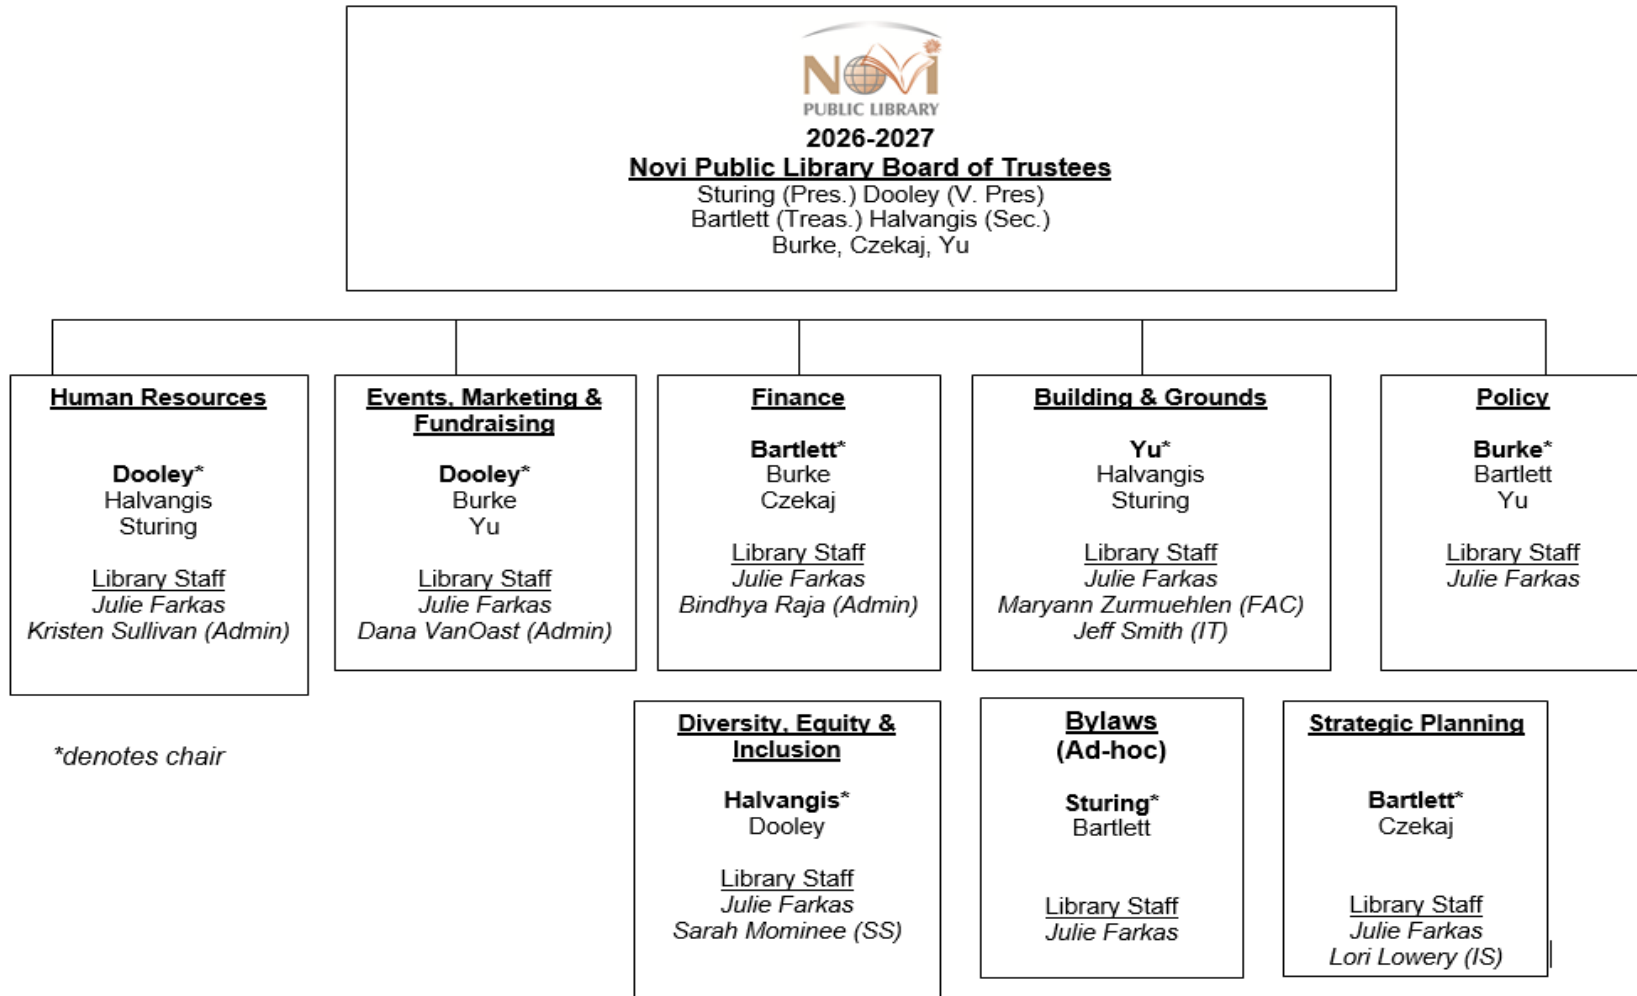 NOVI
PUBLIC LIBRARY
2026-2027
Novi Public Library Board of Trustees
Sturing (Pres.) Dooley (V. Pres)
Bartlett (Treas.) Halvangis (Sec.)
Burke, Czekaj, Yu
Human Resources
Dooley*
Halvangis
Sturing
Library Staff
Julie Farkas
Kristen Sullivan (Admin)
Events, Marketing &
Fundraising
Dooley*
Burke
Yu
Library Staff
Julie Farkas
Dana VanOast (Admin)
Finance
Bartlett*
Burke
Czekaj
Library Staff
Julie Farkas
Bindhya Raja (Admin)
Building & Grounds
Yu*
Halvangis
Sturing
Library Staff
Julie Farkas
Maryann Zurmuehlen (FAC)
Jeff Smith (IT)
Policy
Burke*
Bartlett
Yu
Library Staff
Julie Farkas
*denotes chair
Diversity, Equity &
Inclusion
Halvangis*
Dooley
Library Staff
Julie Farkas
Sarah Mominee (SS)
Bylaws
(Ad-hoc)
Sturing*
Bartlett
Library Staff
Julie Farkas
Strategic Planning
Bartlett*
Czekaj
Library Staff
Julie Farkas
Lori Lowery (IS)